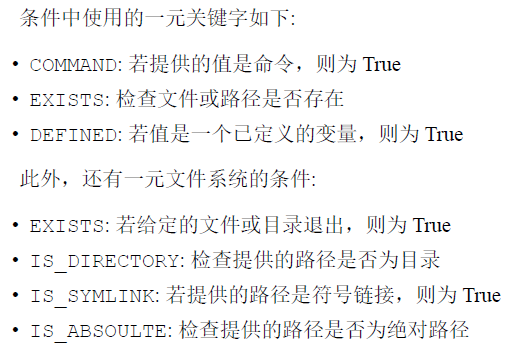 条件中使用的一元关键字如下:
• COMMAND: 若提供的值是命令，则为 True
• EXISTS: 检查文件或路径是否存在
• DEFINED: 若值是一个已定义的变量，则为 True
此外，还有一元文件系统的条件:
• EXISTS: 若给定的文件或目录退出，则为 True
• IS_DIRECTORY: 检查提供的路径是否为目录
• IS_SYMLINK: 若提供的路径是符号链接，则为 True
• IS_ABSOULTE: 检查提供的路径是否为绝对路径